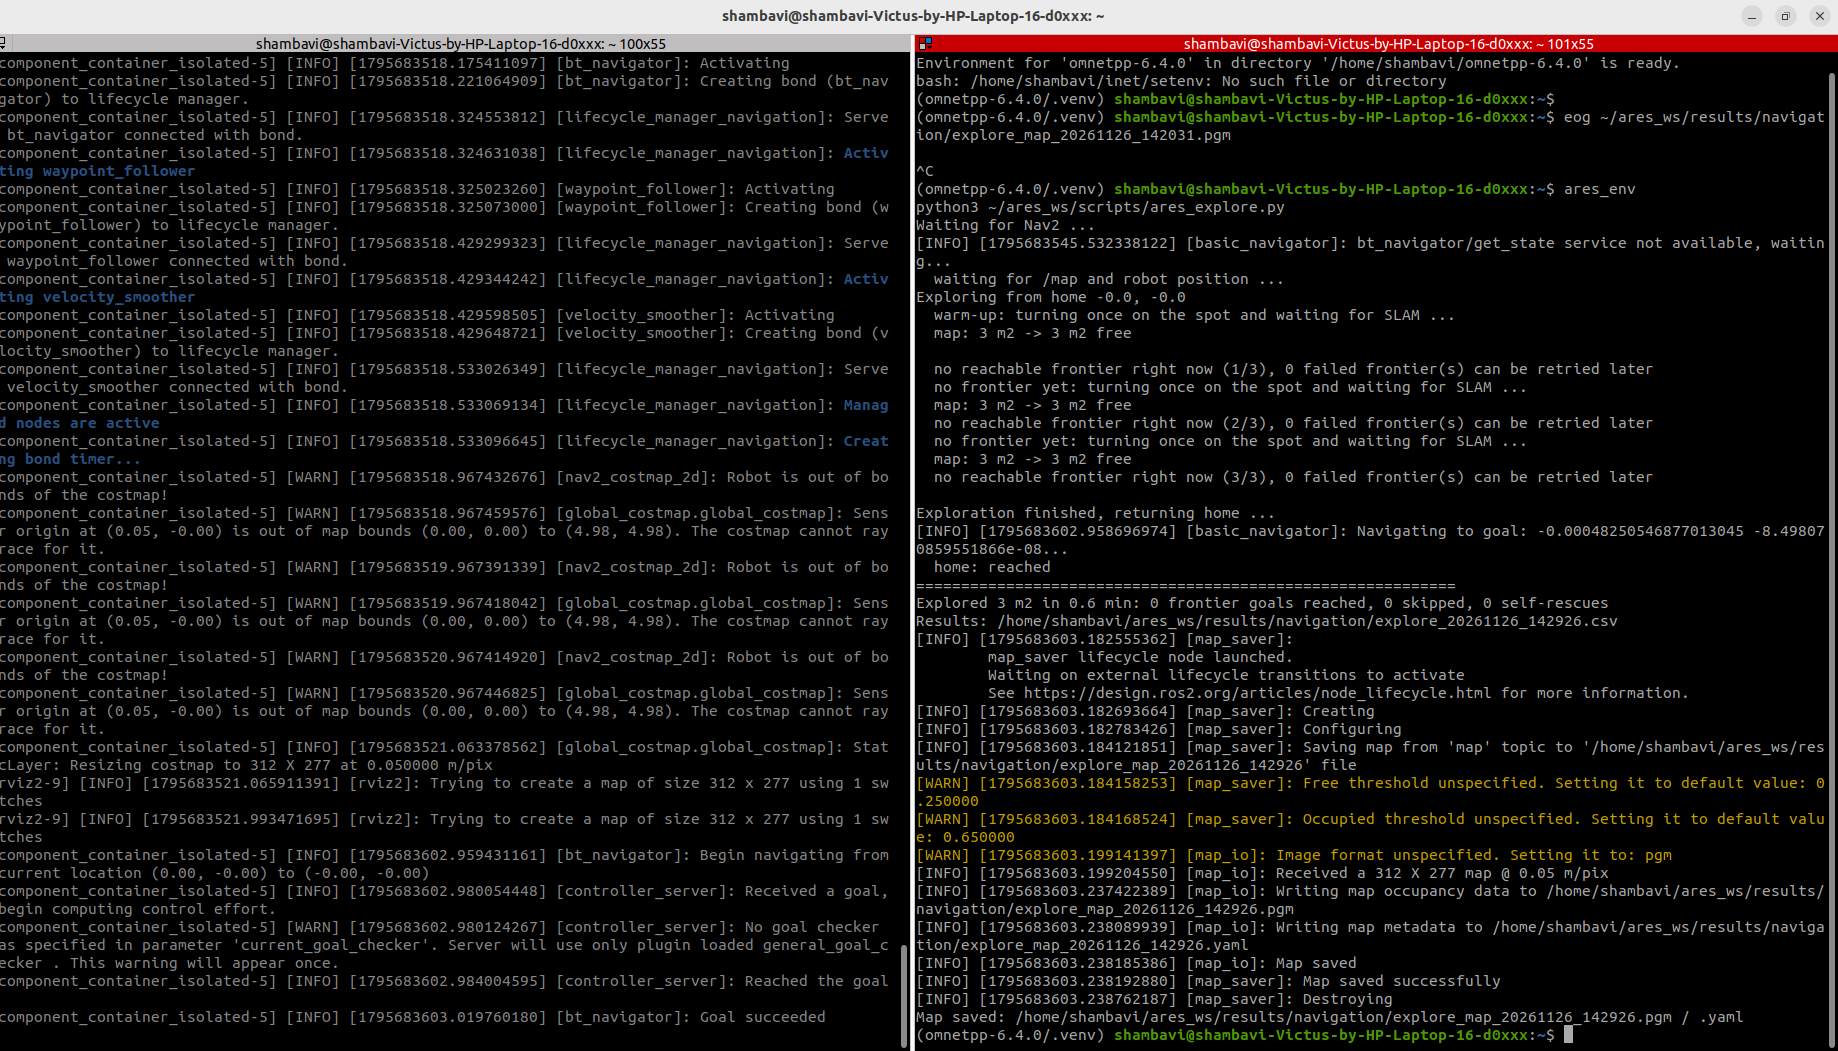 shambavi@shambavi-Victus-by-HP-Laptop-16-d0xxx: ~
shambavi@shambavi-Victus-by-HP-Laptop-16-d0xxx: ~ 100x55
component_container_isolated-5] [INFO] [1795683518.175411097] [bt_navigator]: Activating
component_container_isolated-5] [INFO] [1795683518.221064909] [bt_navigator]: Creating bond (bt_nav
gator) to lifecycle manager.
component_container_isolated-5] [INFO] [1795683518.324553812] [lifecycle_manager_navigation]: Serve
 bt_navigator connected with bond.
component_container_isolated-5] [INFO] [1795683518.324631038] [lifecycle_manager_navigation]: Activ
ting waypoint_follower
component_container_isolated-5] [INFO] [1795683518.325023260] [waypoint_follower]: Activating
component_container_isolated-5] [INFO] [1795683518.325073000] [waypoint_follower]: Creating bond (w
ypoint_follower) to lifecycle manager.
component_container_isolated-5] [INFO] [1795683518.429299323] [lifecycle_manager_navigation]: Serve
 waypoint_follower connected with bond.
component_container_isolated-5] [INFO] [1795683518.429344242] [lifecycle_manager_navigation]: Activ
ting velocity_smoother
component_container_isolated-5] [INFO] [1795683518.429598505] [velocity_smoother]: Activating
component_container_isolated-5] [INFO] [1795683518.429648721] [velocity_smoother]: Creating bond (v
locity_smoother) to lifecycle manager.
component_container_isolated-5] [INFO] [1795683518.533026349] [lifecycle_manager_navigation]: Serve
 velocity_smoother connected with bond.
component_container_isolated-5] [INFO] [1795683518.533069134] [lifecycle_manager_navigation]: Manag
d nodes are active
component_container_isolated-5] [INFO] [1795683518.533096645] [lifecycle_manager_navigation]: Creat
ng bond timer...
component_container_isolated-5] [WARN] [1795683518.967432676] [nav2_costmap_2d]: Robot is out of bo
nds of the costmap!
component_container_isolated-5] [WARN] [1795683518.967459576] [global_costmap.global_costmap]: Sens
r origin at (0.05, -0.00) is out of map bounds (0.00, 0.00) to (4.98, 4.98). The costmap cannot ray
race for it.
component_container_isolated-5] [WARN] [1795683519.967391339] [nav2_costmap_2d]: Robot is out of bo
nds of the costmap!
component_container_isolated-5] [WARN] [1795683519.967418042] [global_costmap.global_costmap]: Sens
r origin at (0.05, -0.00) is out of map bounds (0.00, 0.00) to (4.98, 4.98). The costmap cannot ray
race for it.
component_container_isolated-5] [WARN] [1795683520.967414920] [nav2_costmap_2d]: Robot is out of bo
nds of the costmap!
component_container_isolated-5] [WARN] [1795683520.967446825] [global_costmap.global_costmap]: Sens
r origin at (0.05, -0.00) is out of map bounds (0.00, 0.00) to (4.98, 4.98). The costmap cannot ray
race for it.
component_container_isolated-5] [INFO] [1795683521.063378562] [global_costmap.global_costmap]: Stat
cLayer: Resizing costmap to 312 X 277 at 0.050000 m/pix
rviz2-9] [INFO] [1795683521.065911391] [rviz2]: Trying to create a map of size 312 x 277 using 1 sw
tches
rviz2-9] [INFO] [1795683521.993471695] [rviz2]: Trying to create a map of size 312 x 277 using 1 sw
tches
component_container_isolated-5] [INFO] [1795683602.959431161] [bt_navigator]: Begin navigating from
current location (0.00, -0.00) to (-0.00, -0.00)
component_container_isolated-5] [INFO] [1795683602.980054448] [controller_server]: Received a goal,
begin computing control effort.
component_container_isolated-5] [WARN] [1795683602.980124267] [controller_server]: No goal checker
as specified in parameter 'current_goal_checker'. Server will use only plugin loaded general_goal_c
ecker . This warning will appear once.
component_container_isolated-5] [INFO] [1795683602.984004595] [controller_server]: Reached the goal
component_container_isolated-5] [INFO] [1795683603.019760180] [bt_navigator]: Goal succeeded
shambavi@shambavi-Victus-by-HP-Laptop-16-d0xxx: ~ 101x55
Environment for 'omnetpp-6.4.0' in directory '/home/shambavi/omnetpp-6.4.0' is ready.
bash: /home/shambavi/inet/setenv: No such file or directory
(omnetpp-6.4.0/.venv) shambavi@shambavi-Victus-by-HP-Laptop-16-d0xxx:~$
(omnetpp-6.4.0/.venv) shambavi@shambavi-Victus-by-HP-Laptop-16-d0xxx:~$ eog ~/ares_ws/results/navigat
ion/explore_map_20261126_142031.pgm
^C
(omnetpp-6.4.0/.venv) shambavi@shambavi-Victus-by-HP-Laptop-16-d0xxx:~$ ares_env
python3 ~/ares_ws/scripts/ares_explore.py
Waiting for Nav2 ...
[INFO] [1795683545.532338122] [basic_navigator]: bt_navigator/get_state service not available, waitin
g...
  waiting for /map and robot position ...
Exploring from home -0.0, -0.0
  warm-up: turning once on the spot and waiting for SLAM ...
  map: 3 m2 -> 3 m2 free
  no reachable frontier right now (1/3), 0 failed frontier(s) can be retried later
  no frontier yet: turning once on the spot and waiting for SLAM ...
  map: 3 m2 -> 3 m2 free
  no reachable frontier right now (2/3), 0 failed frontier(s) can be retried later
  no frontier yet: turning once on the spot and waiting for SLAM ...
  map: 3 m2 -> 3 m2 free
  no reachable frontier right now (3/3), 0 failed frontier(s) can be retried later
Exploration finished, returning home ...
[INFO] [1795683602.958696974] [basic_navigator]: Navigating to goal: -0.00048250546877013045 -8.49807
0859551866e-08...
  home: reached
============================================================
Explored 3 m2 in 0.6 min: 0 frontier goals reached, 0 skipped, 0 self-rescues
Results: /home/shambavi/ares_ws/results/navigation/explore_20261126_142926.csv
[INFO] [1795683603.182555362] [map_saver]:
        map_saver lifecycle node launched.
        Waiting on external lifecycle transitions to activate
        See https://design.ros2.org/articles/node_lifecycle.html for more information.
[INFO] [1795683603.182693664] [map_saver]: Creating
[INFO] [1795683603.182783426] [map_saver]: Configuring
[INFO] [1795683603.184121851] [map_saver]: Saving map from 'map' topic to '/home/shambavi/ares_ws/res
ults/navigation/explore_map_20261126_142926' file
[WARN] [1795683603.184158253] [map_saver]: Free threshold unspecified. Setting it to default value: 0
.250000
[WARN] [1795683603.184168524] [map_saver]: Occupied threshold unspecified. Setting it to default valu
e: 0.650000
[WARN] [1795683603.199141397] [map_io]: Image format unspecified. Setting it to: pgm
[INFO] [1795683603.199204550] [map_io]: Received a 312 X 277 map @ 0.05 m/pix
[INFO] [1795683603.237422389] [map_io]: Writing map occupancy data to /home/shambavi/ares_ws/results/
navigation/explore_map_20261126_142926.pgm
[INFO] [1795683603.238089939] [map_io]: Writing map metadata to /home/shambavi/ares_ws/results/naviga
tion/explore_map_20261126_142926.yaml
[INFO] [1795683603.238185386] [map_io]: Map saved
[INFO] [1795683603.238192880] [map_saver]: Map saved successfully
[INFO] [1795683603.238762187] [map_saver]: Destroying
Map saved: /home/shambavi/ares_ws/results/navigation/explore_map_20261126_142926.pgm / .yaml
(omnetpp-6.4.0/.venv) shambavi@shambavi-Victus-by-HP-Laptop-16-d0xxx:~$